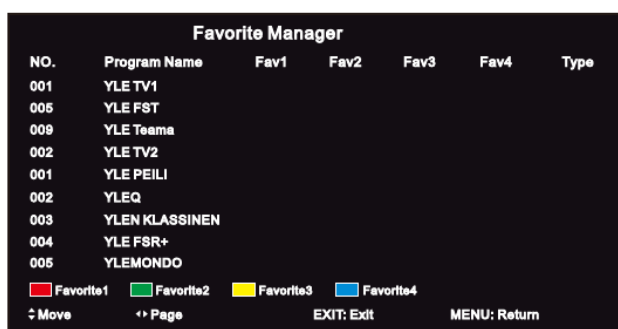 Favorite Manager
NO. Program Name Fav1 Fav2 Fav3 Fav4 Type
001 YLE TV1
005 YLE FST
009 YLE Teama
002 YLE TV2
001 YLE PEILI
002 YLEQ
003 YLEN KLASSINEN
004 YLE FSR+
005 YLEMONDO
Favorite1 Favorite2 Favorite3 Favorite4
Move Page EXIT: Exit MENU: Return